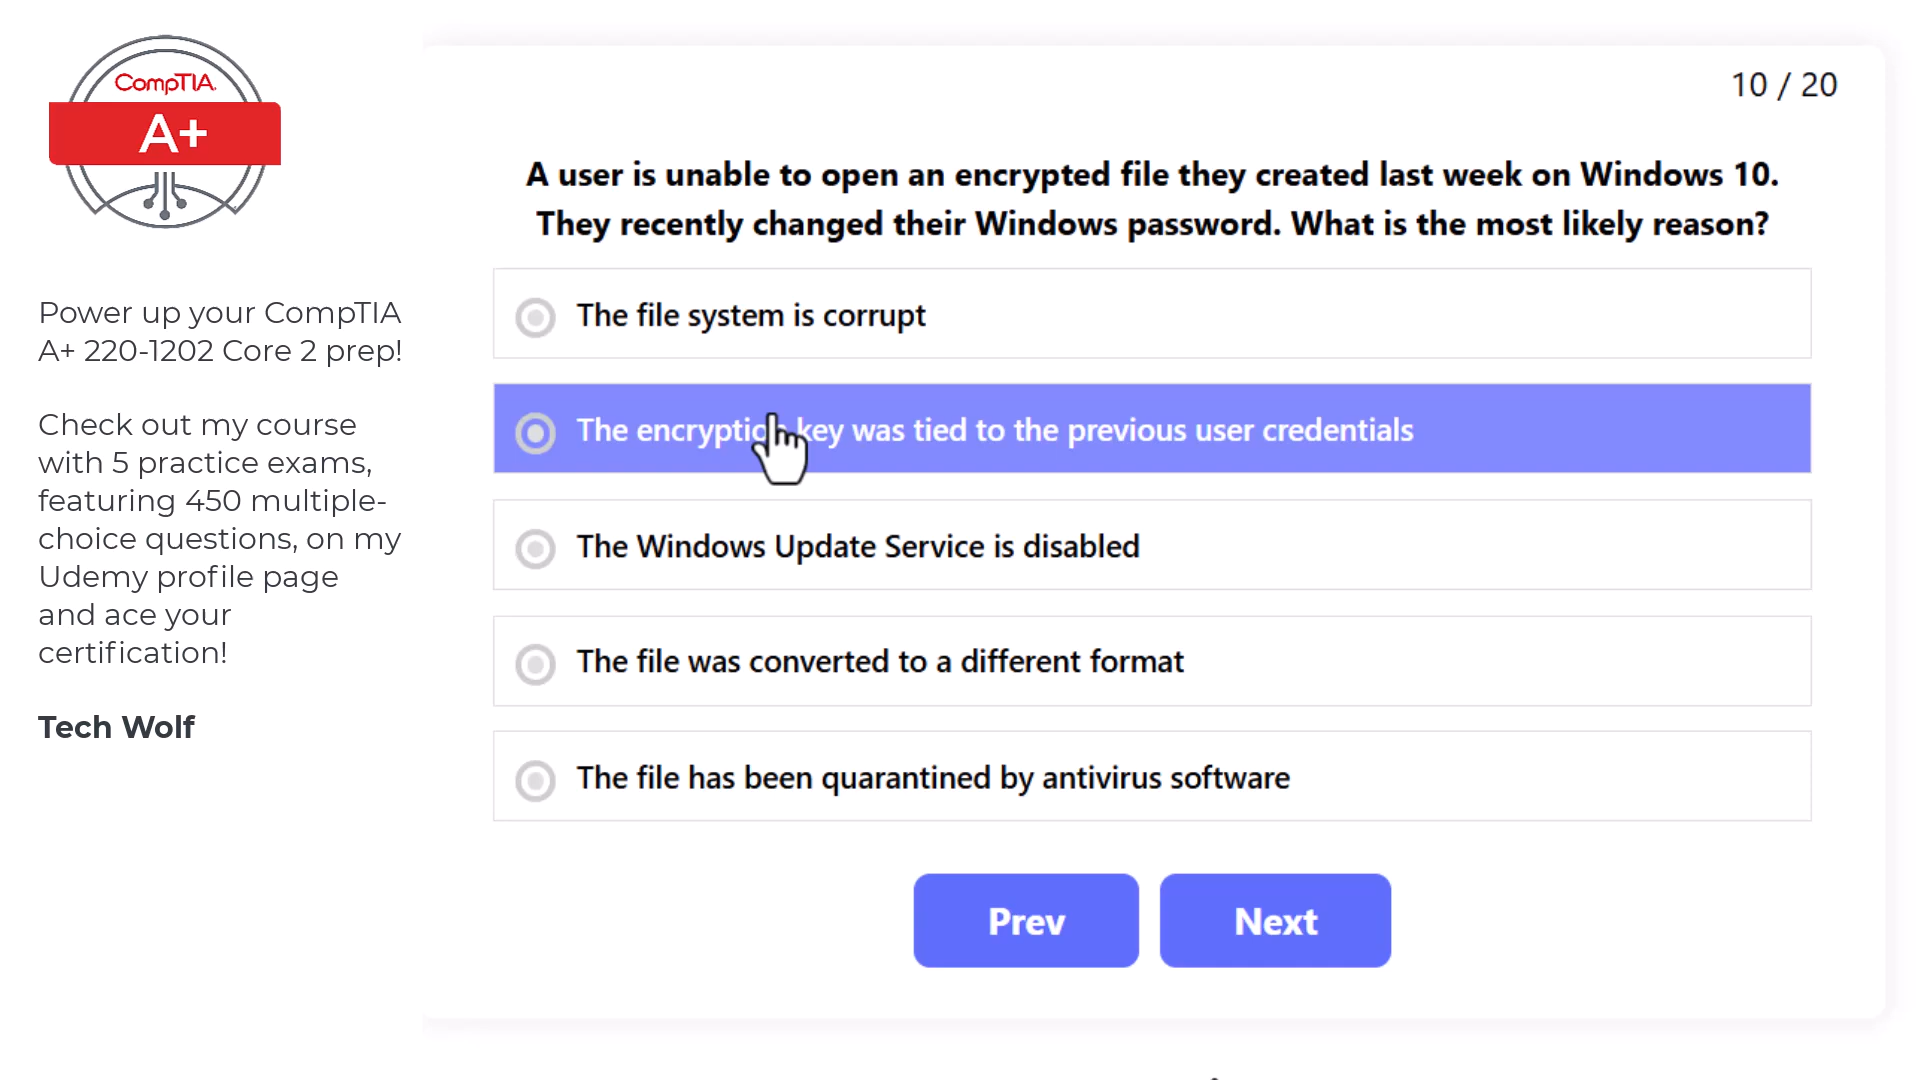 CompTIA.
A+
Power up your CompTIA
A+ 220-1202 Core 2 prep!
Check out my course
with 5 practice exams,
featuring 450 multiple-
choice questions, on my
Udemy profile page
and ace your
certification!
Tech Wolf
10 / 20
A user is unable to open an encrypted file they created last week on Windows 10.
They recently changed their Windows password. What is the most likely reason?
The file system is corrupt
The encryption key was tied to the previous user credentials
The Windows Update Service is disabled
The file was converted to a different format
The file has been quarantined by antivirus software
Prev
Next